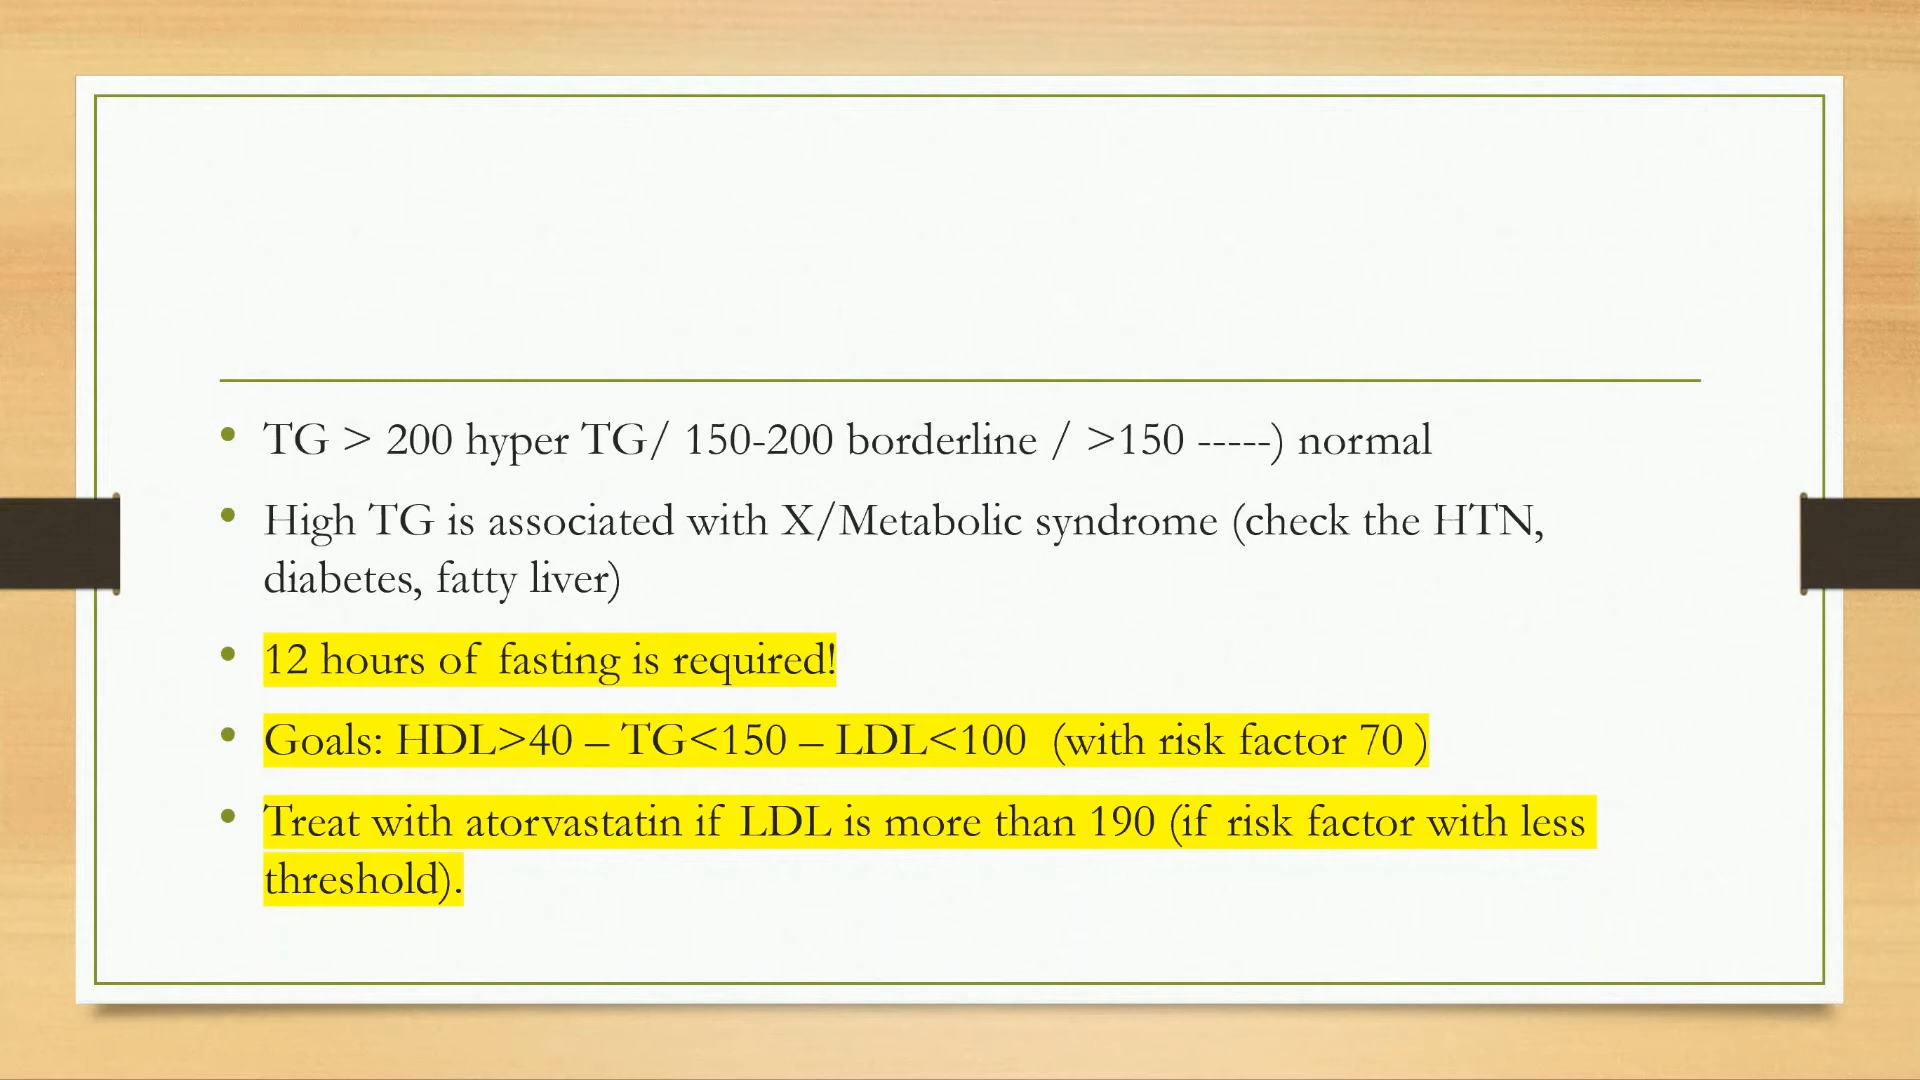 • TG > 200 hyper TG/ 150-200 borderline / >150 -----) normal
• High TG is associated with X/Metabolic syndrome (check the HTN,
diabetes, fatty liver)
• 12 hours of fasting is required!
• Goals: HDL>40 – TG<150 – LDL<100 (with risk factor 70 )
• Treat with atorvastatin if LDL is more than 190 (if risk factor with less
threshold).